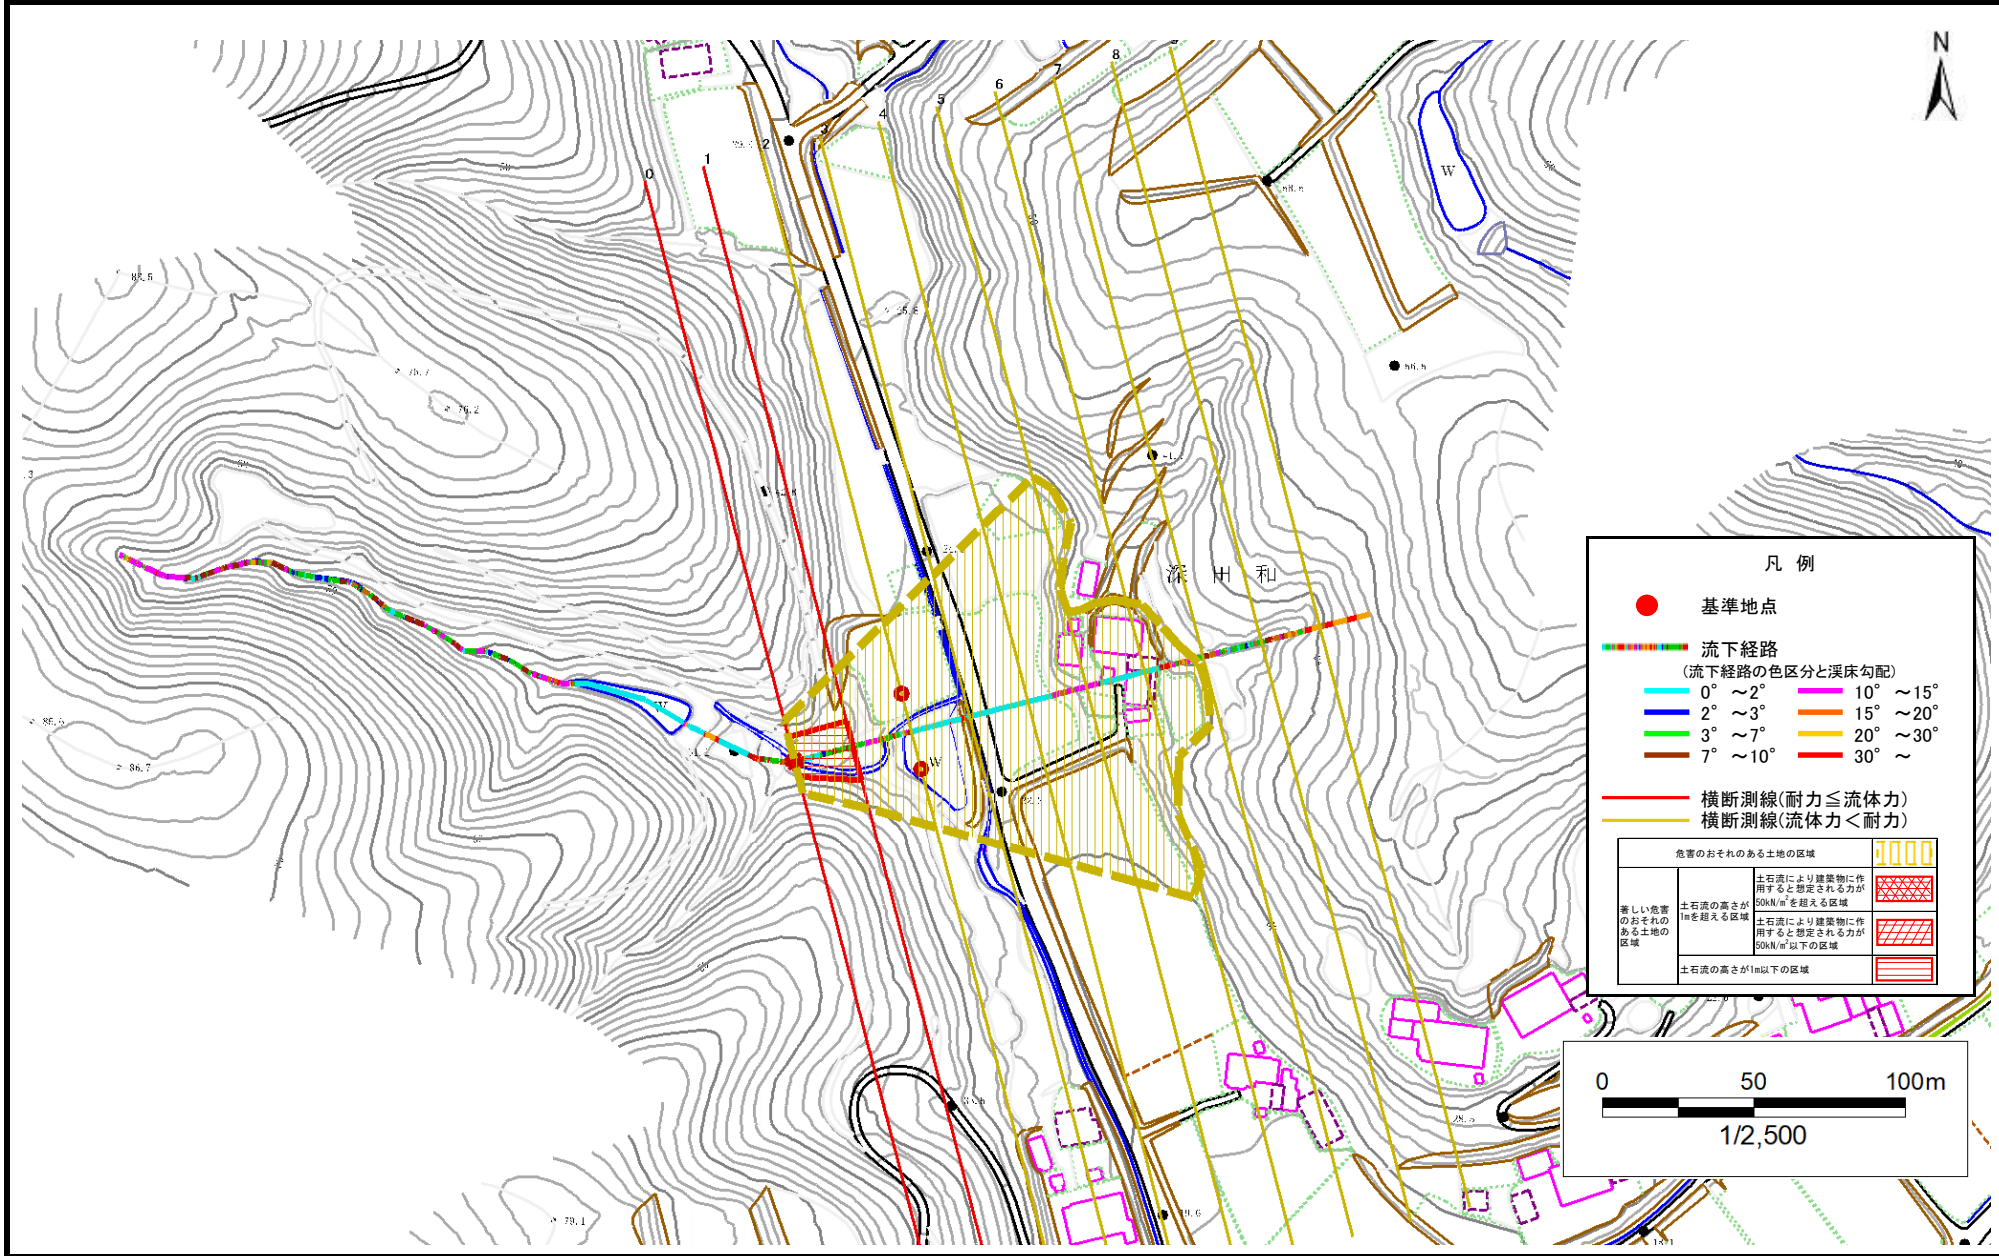 N
0
1
2
3
4
5
6
7
8
W
W
W
W
76.2
86.7
79.1
深田和
凡 例
基準地点
流下経路
(流下経路の色区分と渓床勾配)
0° ～2°
10° ～15°
2° ～3°
15° ～20°
3° ～7°
20° ～30°
7° ～10°
30° ～
横断測線(耐力≦流体力)
横断測線(流体力＜耐力)
危害のおそれのある土地の区域
著しい危害
のおそれの
ある土地の
区域
土石流の高さが
1mを超える区域
土石流により建築物に作
用すると想定される力が
50kN/㎡を超える区域
土石流により建築物に作
用すると想定される力が
50kN/㎡以下の区域
土石流の高さが1m以下の区域
0 50 100m
1/2,500